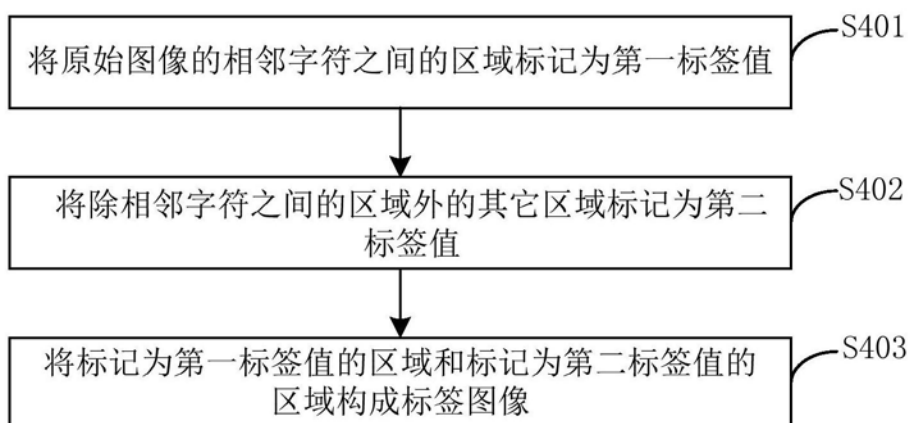 S401
将原始图像的相邻字符之间的区域标记为第一标签值
S402
将除相邻字符之间的区域外的其它区域标记为第二
标签值
S403
将标记为第一标签值的区域和标记为第二标签值的
区域构成标签图像